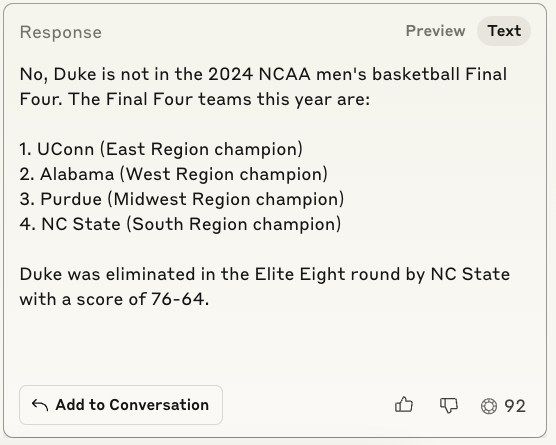 Response
Preview
Text
No, Duke is not in the 2024 NCAA men's basketball Final
Four. The Final Four teams this year are:
1. UConn (East Region champion)
2. Alabama (West Region champion)
3. Purdue (Midwest Region champion)
4. NC State (South Region champion)
Duke was eliminated in the Elite Eight round by NC State
with a score of 76-64.
Add to Conversation
92